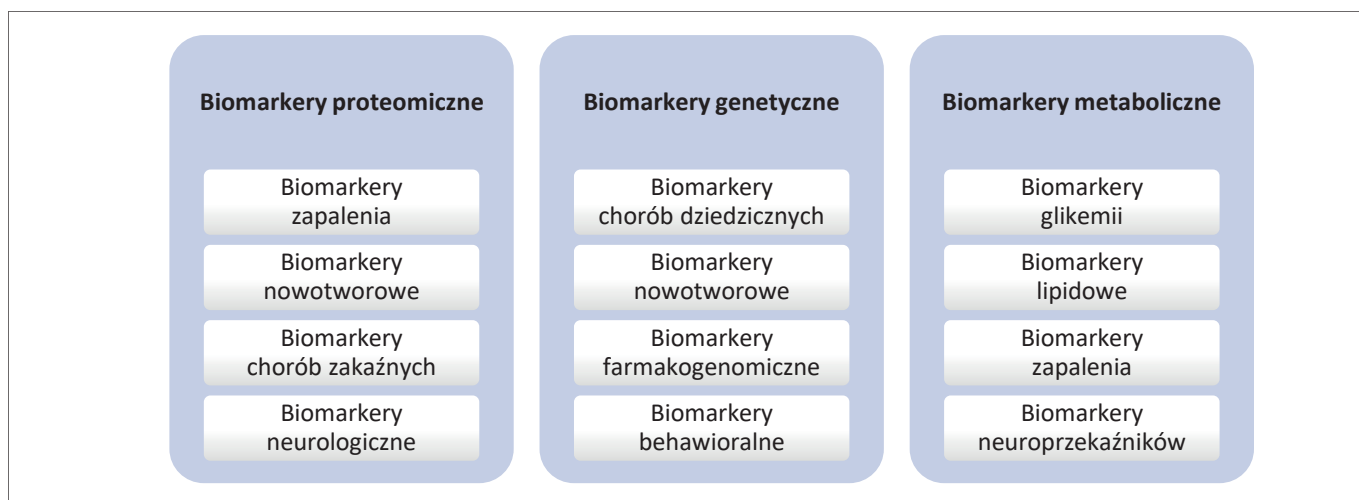 Biomarkery proteomiczne
Biomarkery
zapalenia
Biomarkery
nowotworowe
Biomarkery
chorób zakaźnych
Biomarkery
neurologiczne
Biomarkery genetyczne
Biomarkery
chorób dziedzicznych
Biomarkery
nowotworowe
Biomarkery
farmakogenomiczne
Biomarkery
behawioralne
Biomarkery metaboliczne
Biomarkery
glikemii
Biomarkery
lipidowe
Biomarkery
zapalenia
Biomarkery
neuroprzekaźników